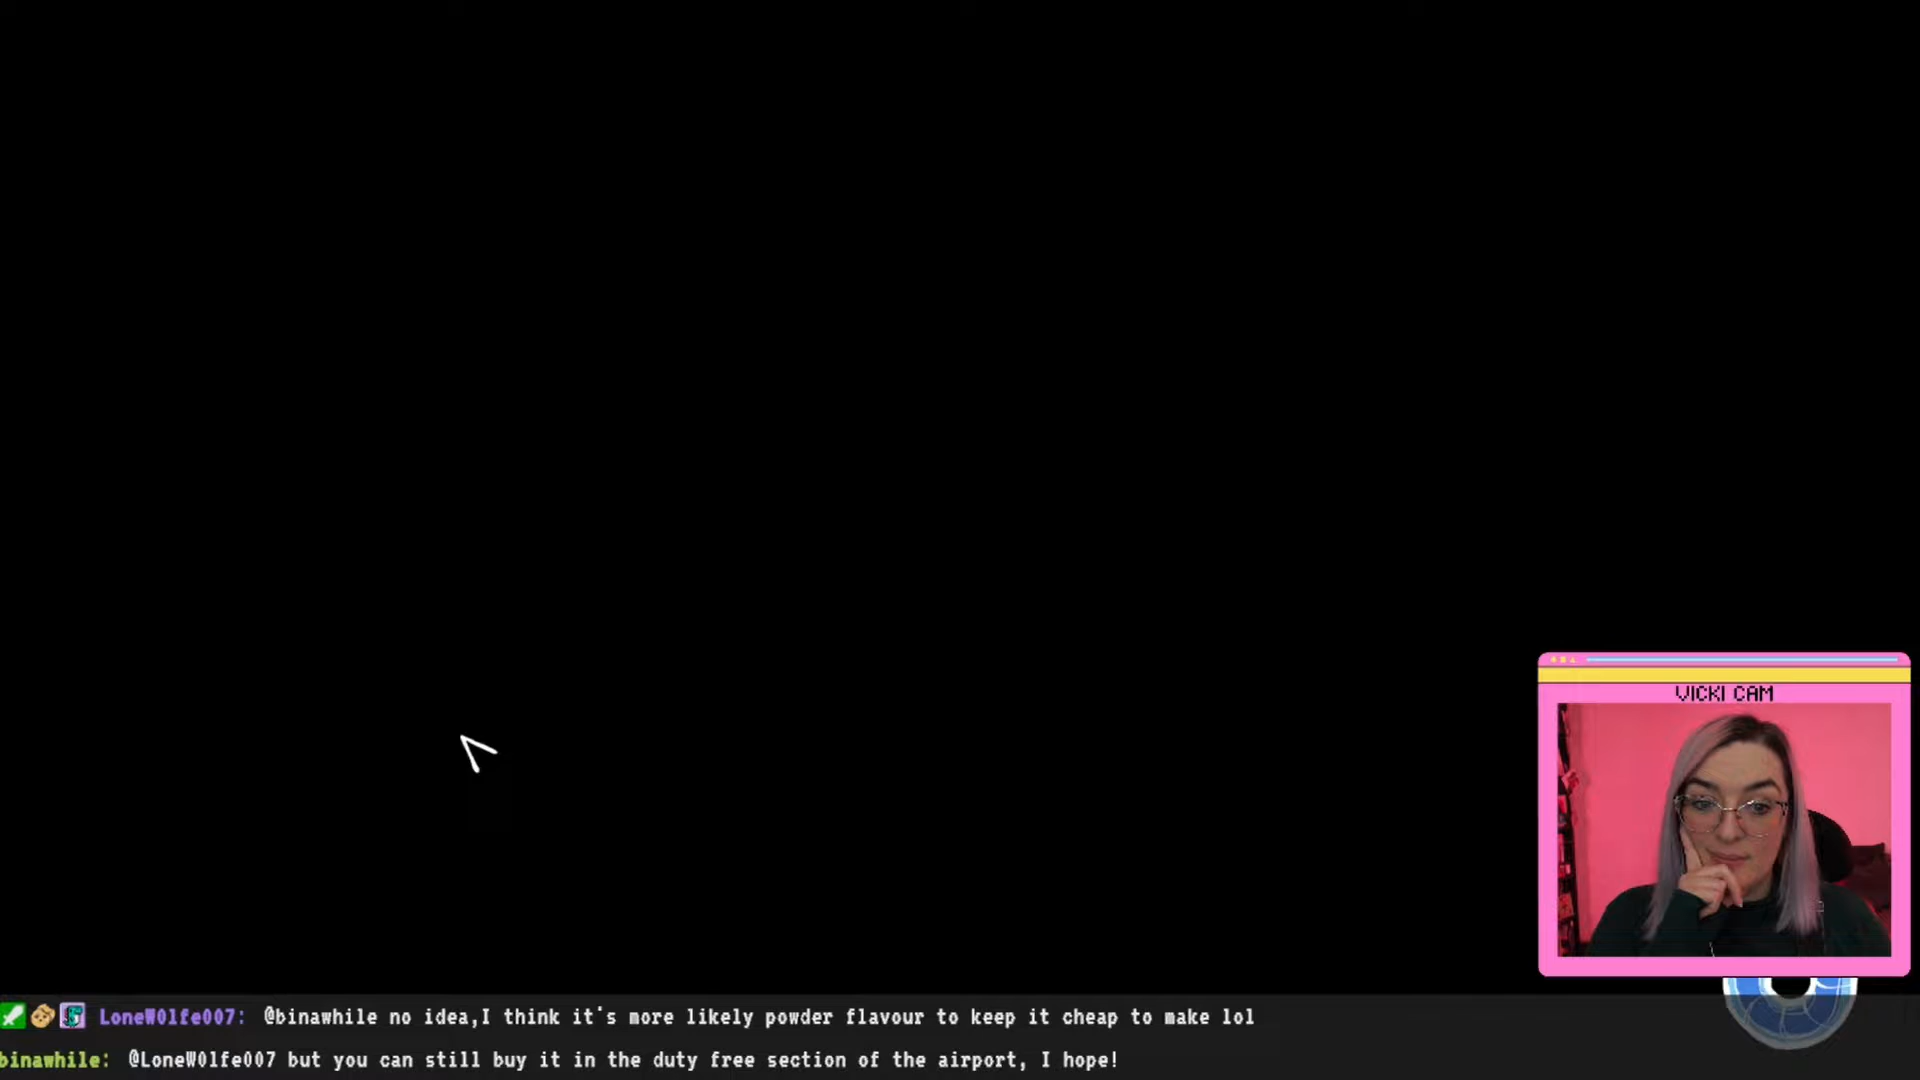 VICKI CAM
LoneW0lfe007: @binawhile no idea,I think it's more likely powder flavour to keep it cheap to make lol
binawhile: @LoneW0lfe007 but you can still buy it in the duty free section of the airport, I hope!